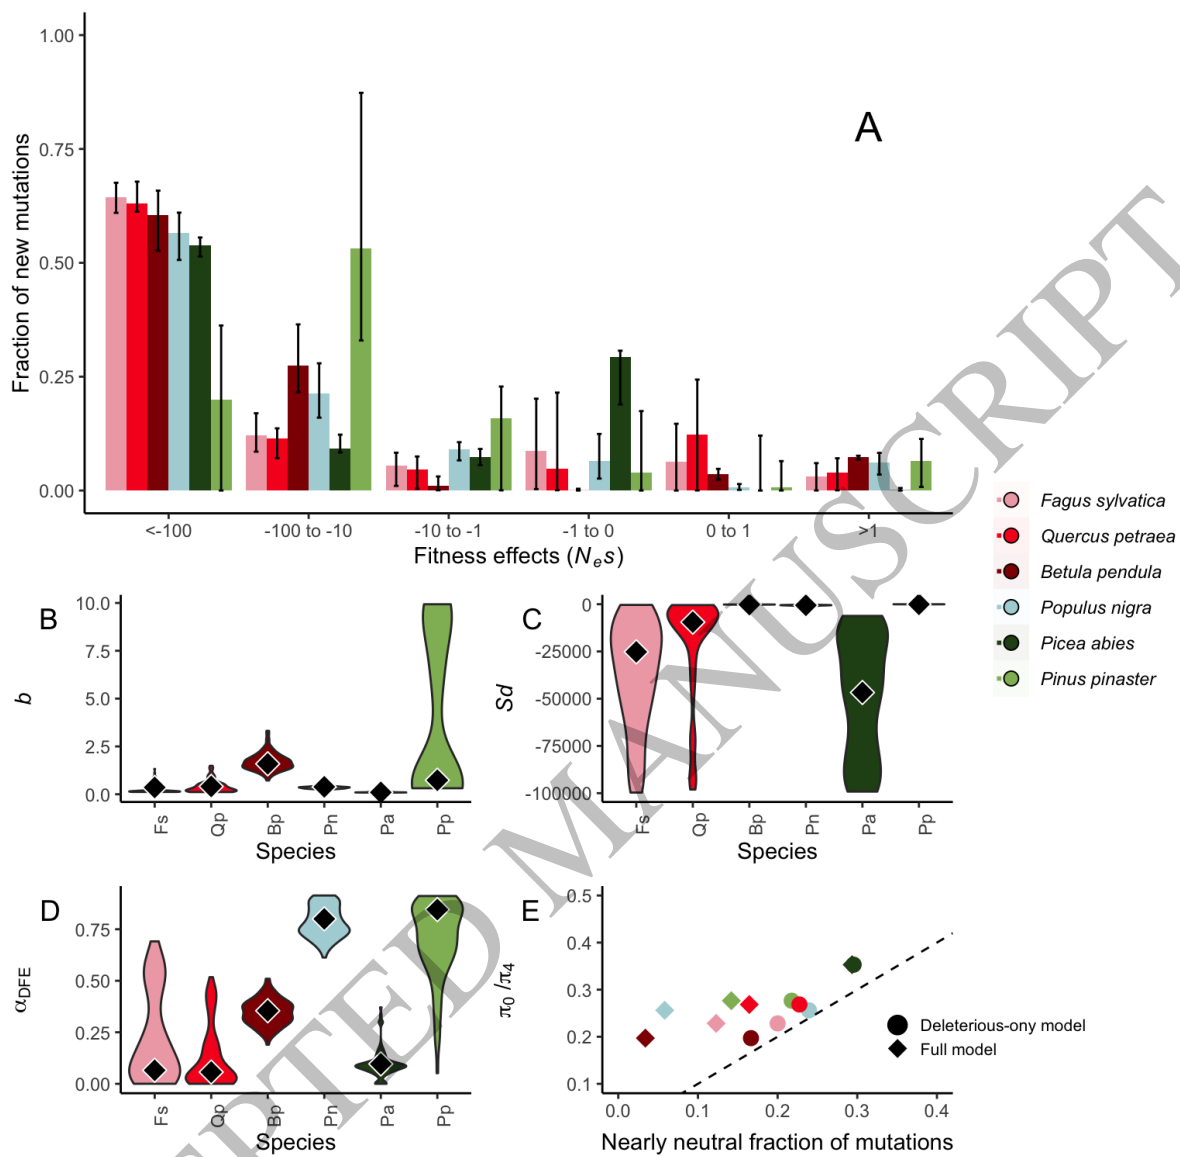 A
Fraction of new mutations
1.00
0.75
0.50
0.25
0.00
<-100
-100 to -10
-10 to -1
-1 to 0
0 to 1
>1
Fitness effects (Nₑs)
Fagus sylvatica
Quercus petraea
Betula pendula
Populus nigra
Picea abies
Pinus pinaster
B
b
10.0
7.5
5.0
2.5
0.0
Fs
Qp
Bp
Pn
Pa
Pp
Species
C
Sd
0
-25000
-50000
-75000
-100000
Fs
Qp
Bp
Pn
Pa
Pp
Species
D
αDFE
0.75
0.50
0.25
0.00
Fs
Qp
Bp
Pn
Pa
Pp
Species
E
π₀ /π₄
0.5
0.4
0.3
0.2
0.1
0.0
0.1
0.2
0.3
0.4
Nearly neutral fraction of mutations
Deleterious-ony model
Full model
PTED MANUSCRIPT